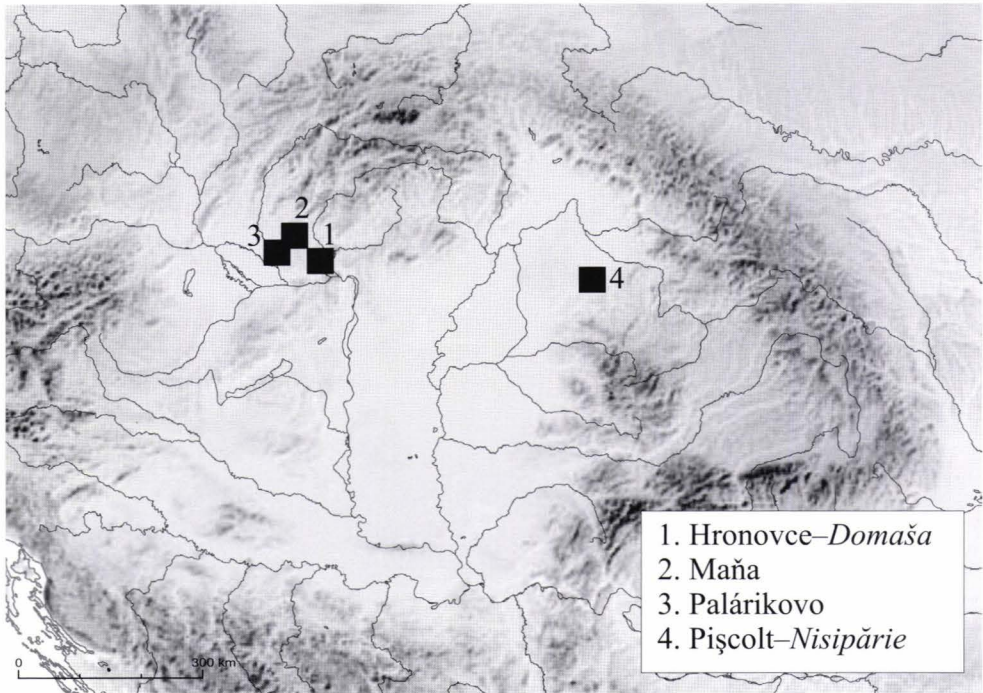 2
3
1
4
1. Hronovce–Domaša
2. Maňa
3. Palárikovo
4. Pişcolt–Nisipărie
0 300 km